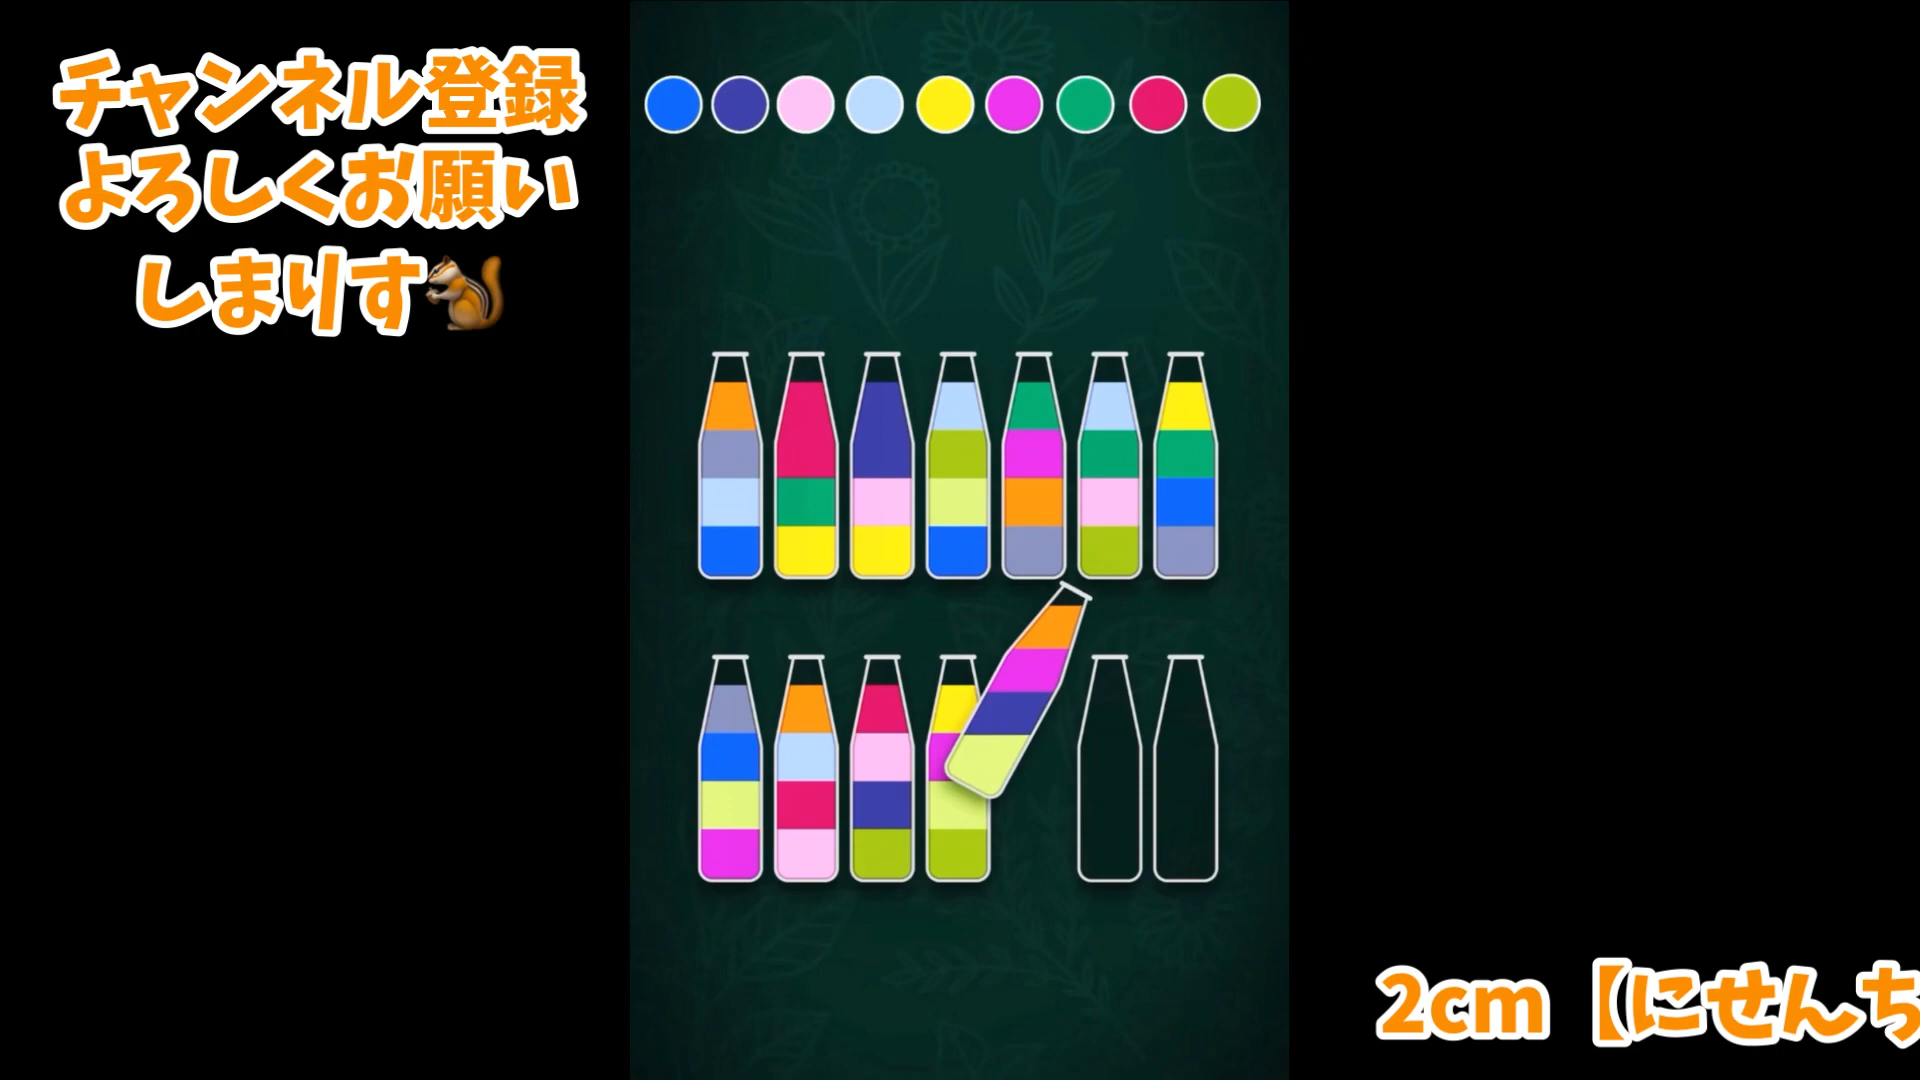 チャンネル登録
よろしくお願い
しまりす🐿️
2cm【にせんち